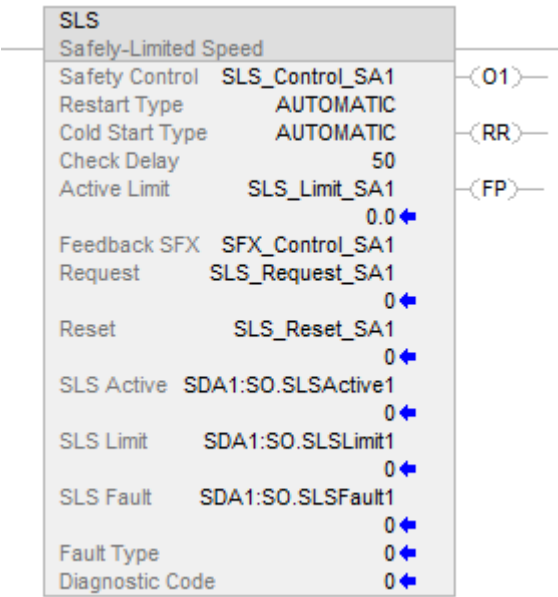 SLS
Safely-Limited Speed
Safety Control SLS_Control_SA1 O1
Restart Type AUTOMATIC
Cold Start Type AUTOMATIC RR
Check Delay 50
Active Limit SLS_Limit_SA1 FP
0.0
Feedback SFX SFX_Control_SA1
Request SLS_Request_SA1
0
Reset SLS_Reset_SA1
0
SLS Active SDA1:SO.SLSActive1
0
SLS Limit SDA1:SO.SLSLimit1
0
SLS Fault SDA1:SO.SLSFault1
0
Fault Type 0
Diagnostic Code 0